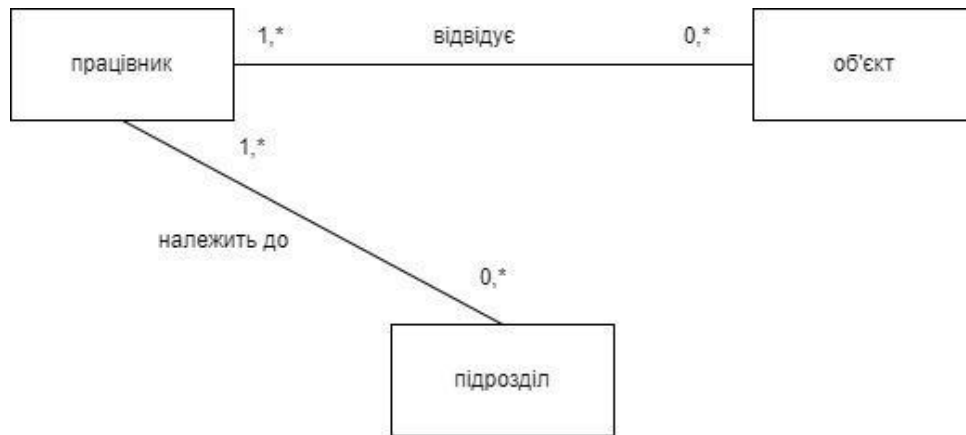 1,* відвідує 0,*
працівник об'єкт
1,*
належить до
0,*
підрозділ